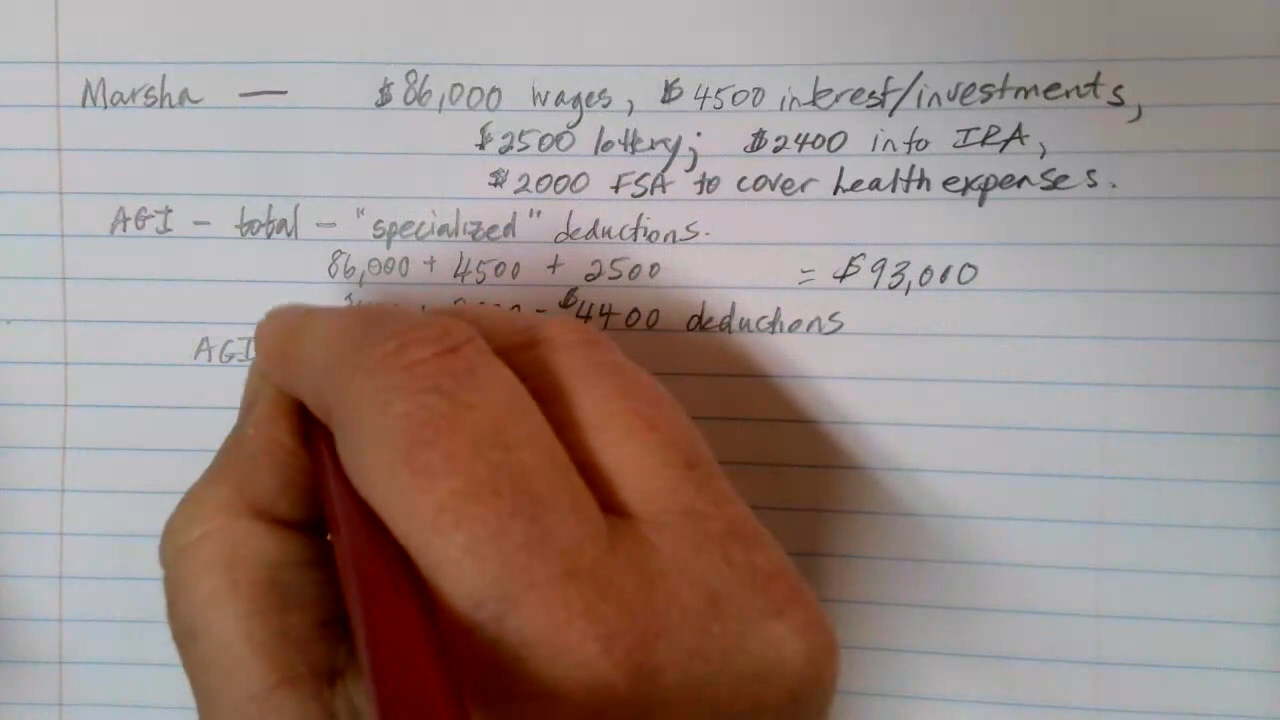 Marsha — $86,000 wages, $4500 interest/investments,
$2500 lottery; $2400 into IRA,
$2000 FSA to cover health expenses.
AGI - total - "specialized" deductions.
86,000 + 4500 + 2500 = $93,000
$4400 deductions
AGI